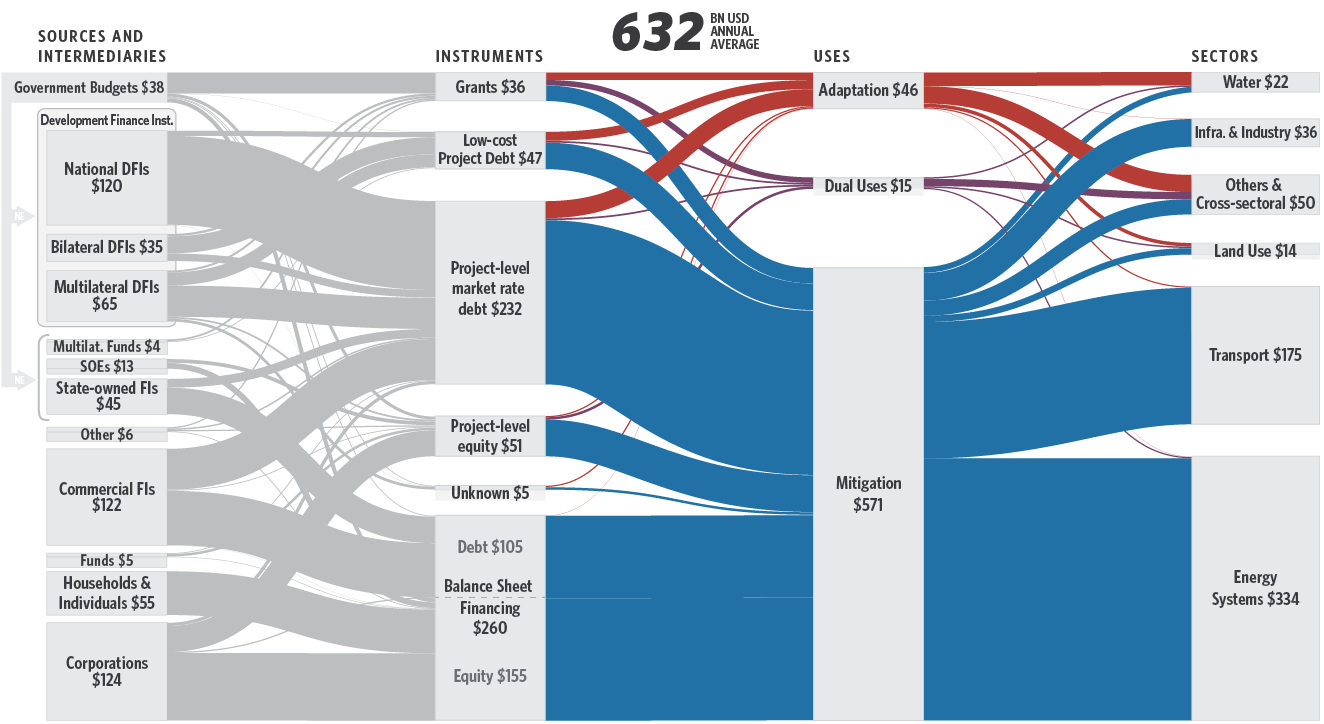 632
BN USD
ANNUAL
AVERAGE
SOURCES AND
INTERMEDIARIES
INSTRUMENTS
USES
SECTORS
Government Budgets $38
Development Finance Inst.
National DFIs
$120
NE
Bilateral DFIs $35
Multilateral DFIs
$65
Multilat. Funds $4
SOEs $13
NE
State-owned FIs
$45
Other $6
Commercial FIs
$122
Funds $5
Households &
Individuals $55
Corporations
$124
Grants $36
Low-cost
Project Debt $47
Project-level
market rate
debt $232
Project-level
equity $51
Unknown $5
Debt $105
Balance Sheet
Financing
$260
Equity $155
Adaptation $46
Dual Uses $15
Mitigation
$571
Water $22
Infra. & Industry $36
Others &
Cross-sectoral $50
Land Use $14
Transport $175
Energy
Systems $334